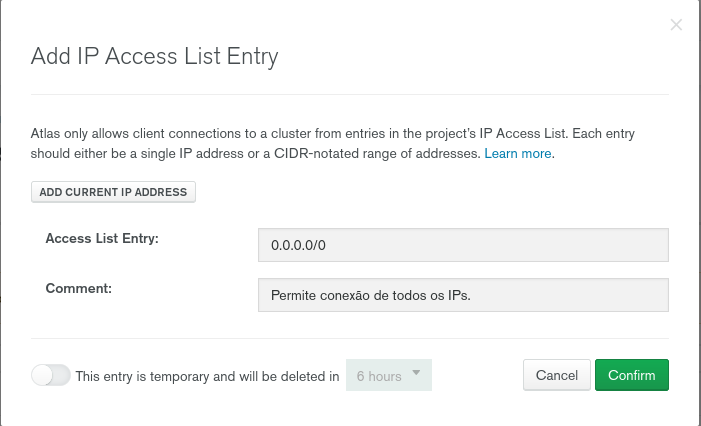 Add IP Access List Entry
Atlas only allows client connections to a cluster from entries in the project's IP Access List. Each entry
should either be a single IP address or a CIDR-notated range of addresses. Learn more.
ADD CURRENT IP ADDRESS
Access List Entry:
0.0.0.0/0
Comment:
Permite conexão de todos os IPs.
This entry is temporary and will be deleted in
6 hours
Cancel
Confirm